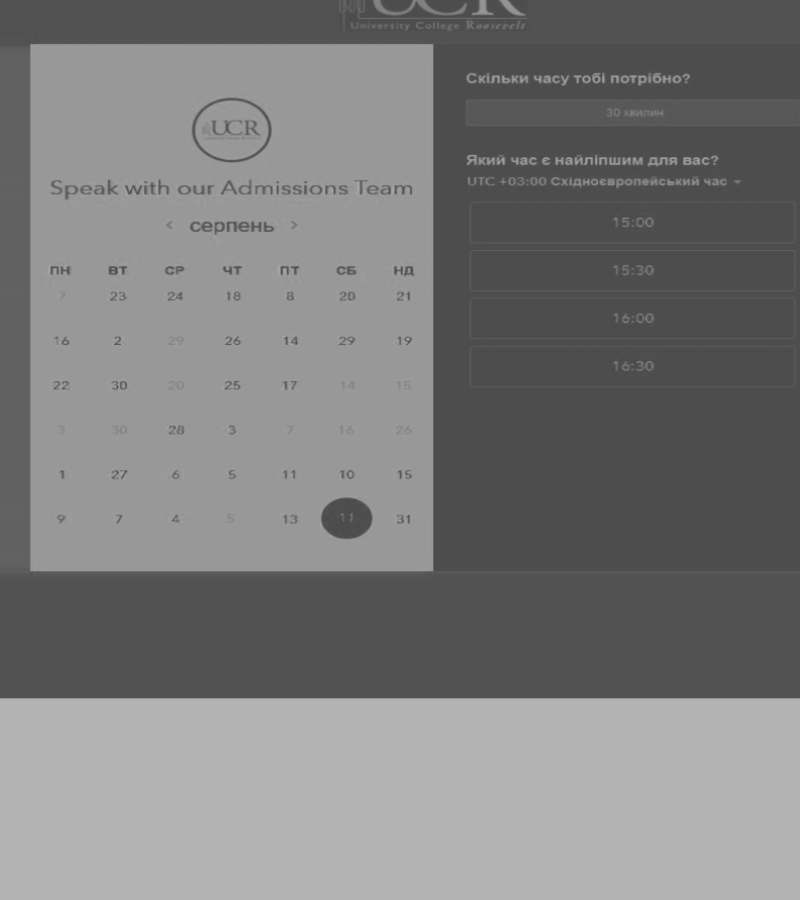 UCR
University College Roosevelt
UCR
Speak with our Admissions Team
< серпень >
ПН ВТ СР ЧТ ПТ СБ НД
7 23 24 18 8 20 21
16 2 29 26 14 29 19
22 30 20 25 17 14 15
3 30 28 3 7 16 26
1 27 6 5 11 10 15
9 7 4 5 13 11 31
Скільки часу тобі потрібно?
30 хвилин
Який час є найліпшим для вас?
UTC +03:00 Східноєвропейський час
15:00
15:30
16:00
16:30